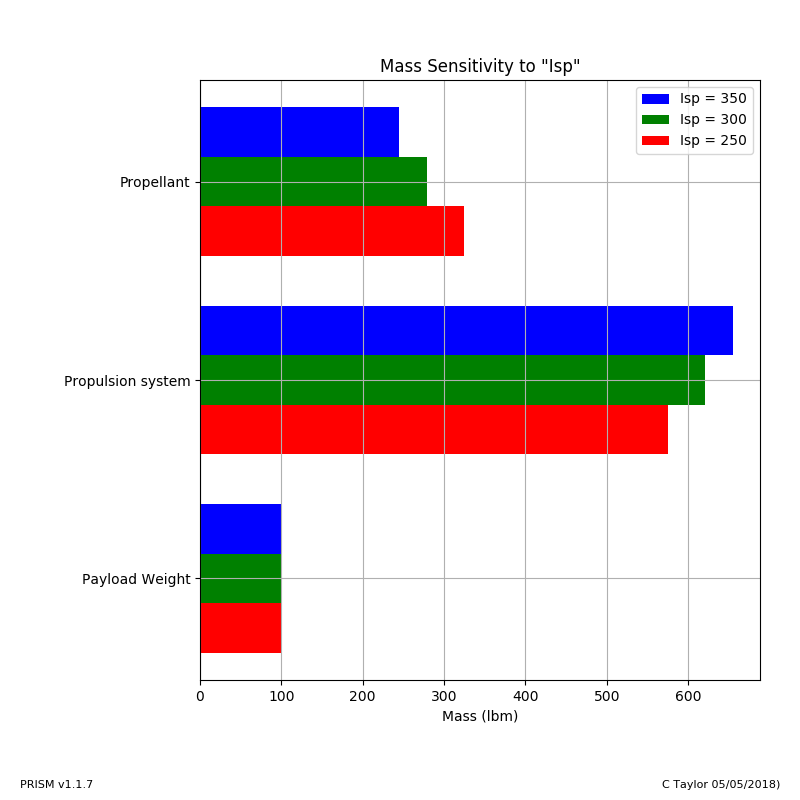 Mass Sensitivity to "Isp"
Isp = 350
Isp = 300
Isp = 250
Propellant
Propulsion system
Payload Weight
0 100 200 300 400 500 600
Mass (lbm)
PRISM v1.1.7
C Taylor 05/05/2018)